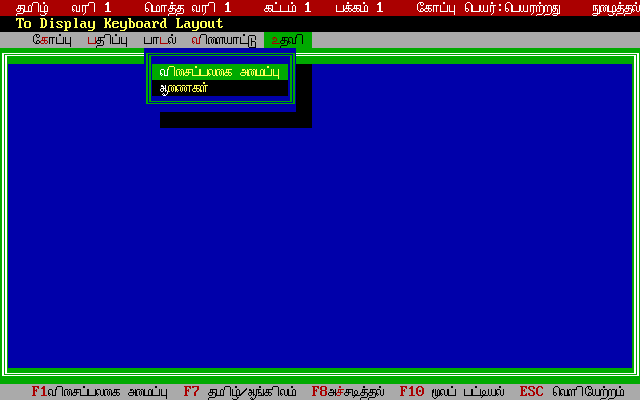 தமிழ் வரி 1 மொத்த வரி 1 கட்டம் 1 பக்கம் 1 கோப்பு பெயர்:பெயரற்றது நுழைத்தல்
To Display Keyboard Layout
கோப்பு பதிப்பு பாடல் விளையாட்டு உதவி
விசைப்பலகை அமைப்பு
ஆணைகள்
F1விசைப்பலகை அமைப்பு F7 தமிழ்/ஆங்கிலம் F8அச்சடித்தல் F10 மூலப் பட்டியல் ESC வெளியேற்றம்